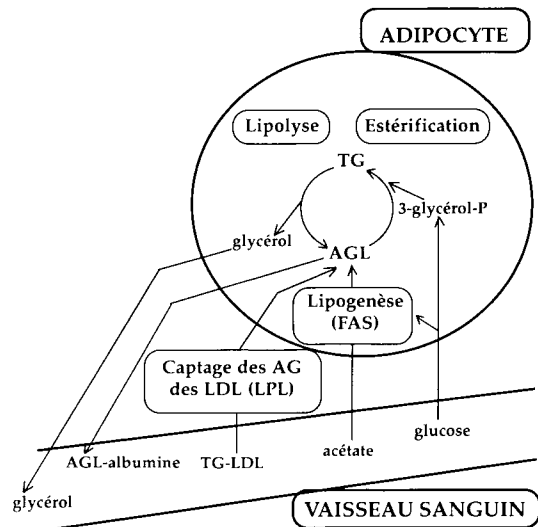 ADIPOCYTE
Lipolyse
Estérification
TG
3-glycérol-P
glycérol
AGL
Lipogenèse
(FAS)
Captage des AG
des LDL (LPL)
glucose
acétate
AGL-albumine
TG-LDL
glycérol
VAISSEAU SANGUIN